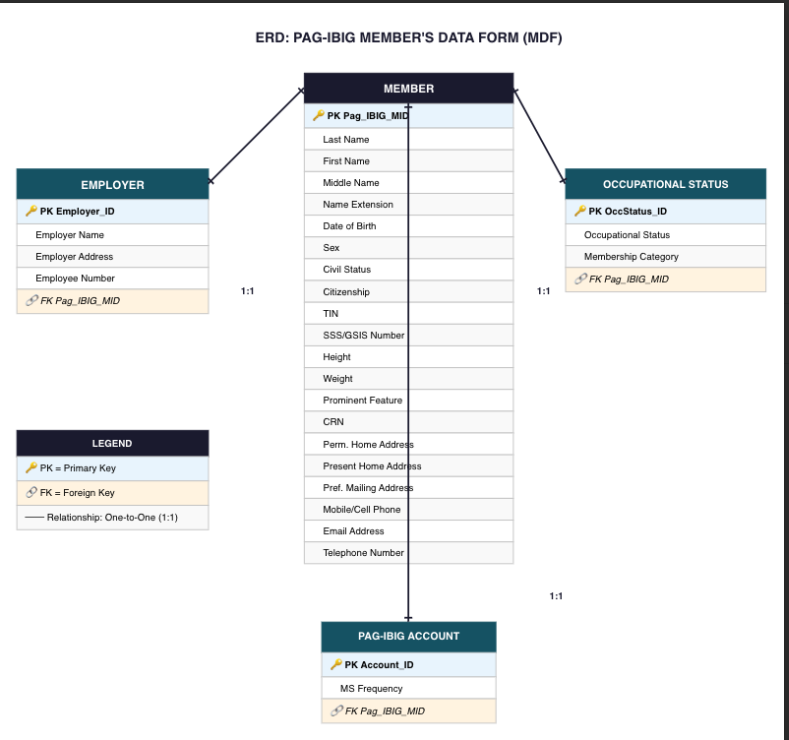 ERD: PAG-IBIG MEMBER'S DATA FORM (MDF)
MEMBER
PK Pag_IBIG_MID
Last Name
First Name
Middle Name
Name Extension
Date of Birth
Sex
Civil Status
Citizenship
TIN
SSS/GSIS Number
Height
Weight
Prominent Feature
CRN
Perm. Home Address
Present Home Address
Pref. Mailing Address
Mobile/Cell Phone
Email Address
Telephone Number
EMPLOYER
PK Employer_ID
Employer Name
Employer Address
Employee Number
FK Pag_IBIG_MID
1:1
OCCUPATIONAL STATUS
PK OccStatus_ID
Occupational Status
Membership Category
FK Pag_IBIG_MID
1:1
LEGEND
PK = Primary Key
FK = Foreign Key
Relationship: One-to-One (1:1)
1:1
PAG-IBIG ACCOUNT
PK Account_ID
MS Frequency
FK Pag_IBIG_MID